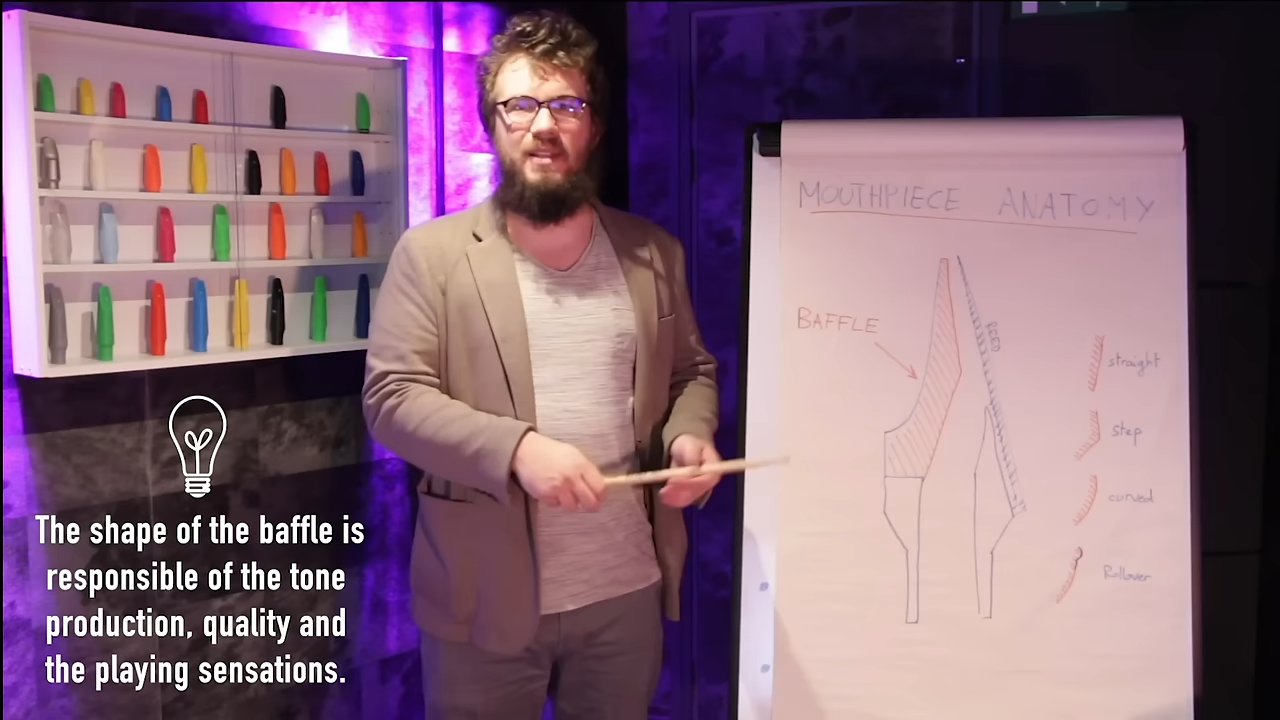 MOUTHPIECE ANATOMY
BAFFLE
REED
straight
step
curved
Rollover
The shape of the baffle is
responsible of the tone
production, quality and
the playing sensations.